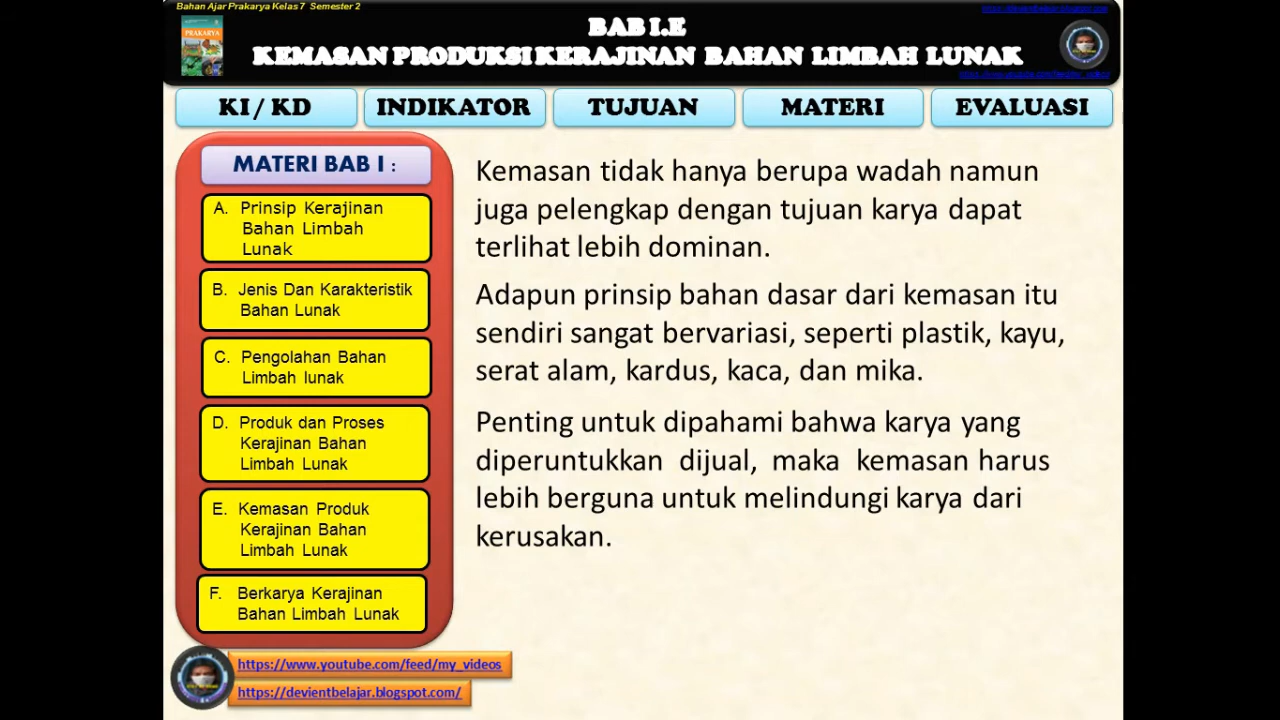 Bahan Ajar Prakarya Kelas 7 Semester 2
BAB I.E
KEMASAN PRODUKSI KERAJINAN BAHAN LIMBAH LUNAK
PRAKARYA
KI / KD
INDIKATOR
TUJUAN
MATERI
EVALUASI
MATERI BAB I :
A. Prinsip Kerajinan
Bahan Limbah
Lunak
B. Jenis Dan Karakteristik
Bahan Lunak
C. Pengolahan Bahan
Limbah lunak
D. Produk dan Proses
Kerajinan Bahan
Limbah Lunak
E. Kemasan Produk
Kerajinan Bahan
Limbah Lunak
F. Berkarya Kerajinan
Bahan Limbah Lunak
Kemasan tidak hanya berupa wadah namun
juga pelengkap dengan tujuan karya dapat
terlihat lebih dominan.
Adapun prinsip bahan dasar dari kemasan itu
sendiri sangat bervariasi, seperti plastik, kayu,
serat alam, kardus, kaca, dan mika.
Penting untuk dipahami bahwa karya yang
diperuntukkan dijual, maka kemasan harus
lebih berguna untuk melindungi karya dari
kerusakan.
https://www.youtube.com/feed/my_videos
https://devientbelajar.blogspot.com/